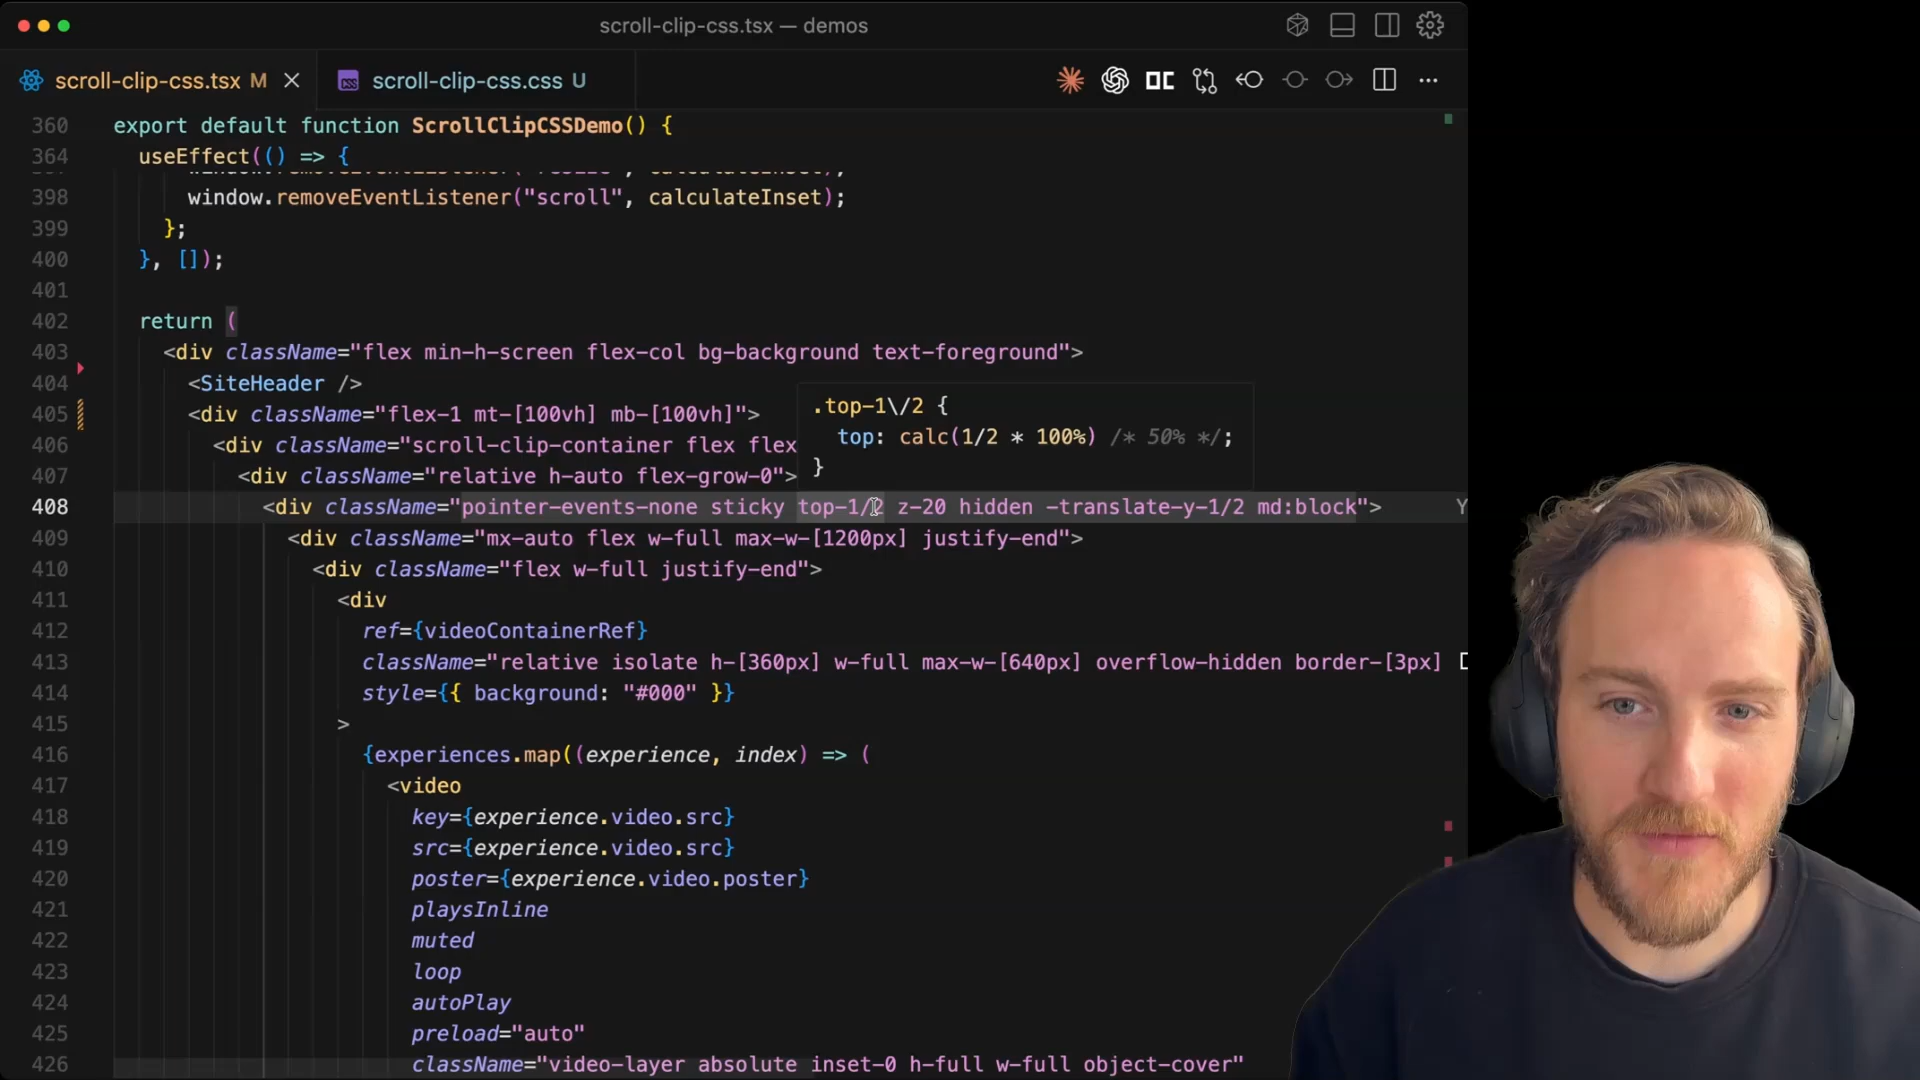 scroll-clip-css.tsx — demos
scroll-clip-css.tsx M
CSS scroll-clip-css.css U
360 export default function ScrollClipCSSDemo() {
364 useEffect(() => {
398 window.removeEventListener("scroll", calculateInset);
399 };
400 }, []);
401
402 return (
403 <div className="flex min-h-screen flex-col bg-background text-foreground">
404 <SiteHeader />
405 <div className="flex-1 mt-[100vh] mb-[100vh]">
406 <div className="scroll-clip-container flex flex
407 <div className="relative h-auto flex-grow-0">
.top-1\/2 {
top: calc(1/2 * 100%) /* 50% */;
}
408 <div className="pointer-events-none sticky top-1/2 z-20 hidden -translate-y-1/2 md:block"> Y
409 <div className="mx-auto flex w-full max-w-[1200px] justify-end">
410 <div className="flex w-full justify-end">
411 <div
412 ref={videoContainerRef}
413 className="relative isolate h-[360px] w-full max-w-[640px] overflow-hidden border-[3px]
414 style={{ background: "#000" }}
415 >
416 {experiences.map((experience, index) => (
417 <video
418 key={experience.video.src}
419 src={experience.video.src}
420 poster={experience.video.poster}
421 playsInline
422 muted
423 loop
424 autoPlay
425 preload="auto"
426 className="video-layer absolute inset-0 h-full w-full object-cover"